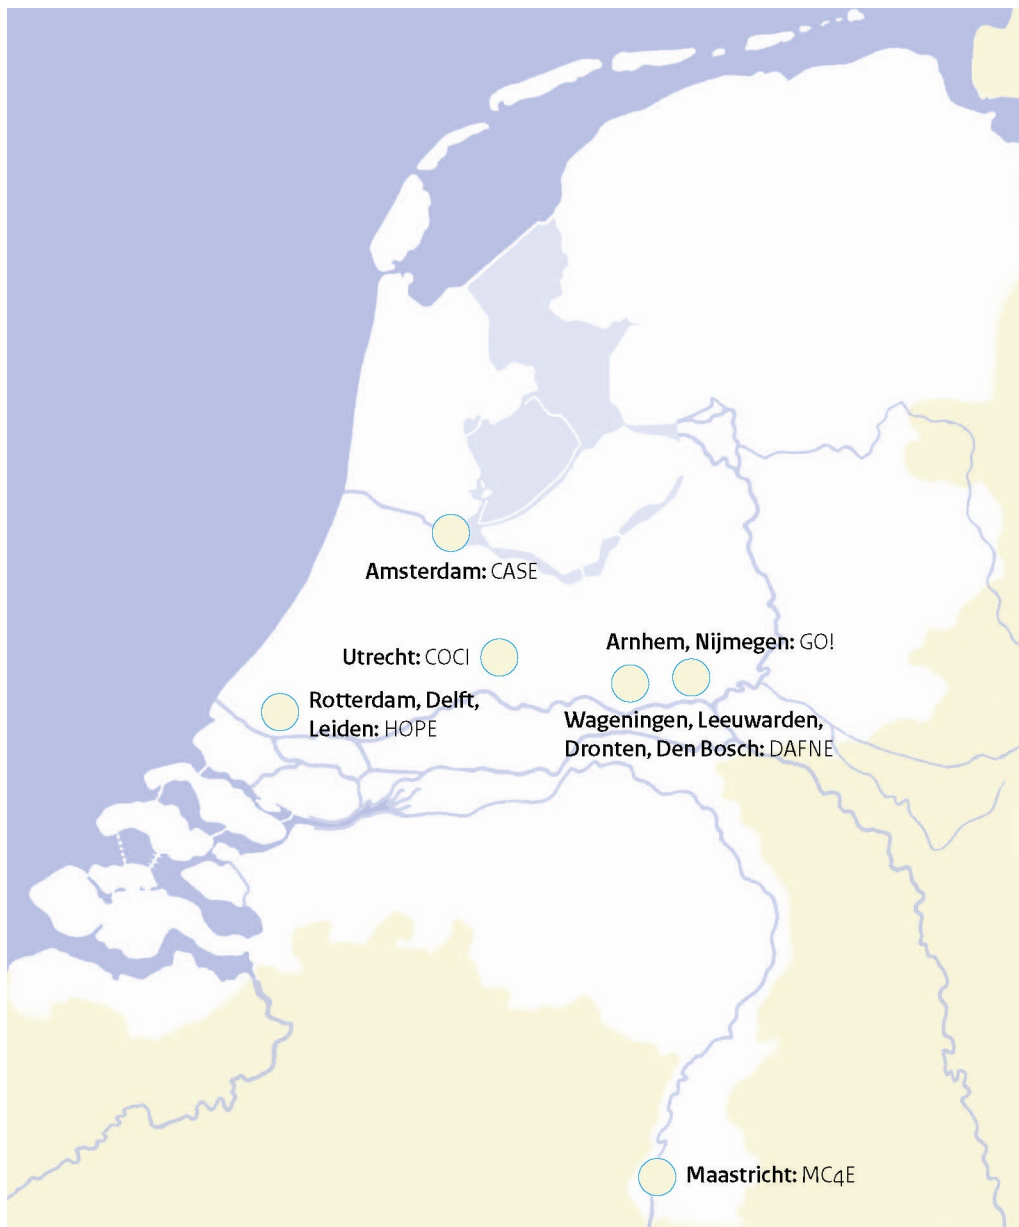 Amsterdam: CASE
Arnhem, Nijmegen: GO!
Utrecht: COCI
Rotterdam, Delft,
Leiden: HOPE
Wageningen, Leeuwarden,
Dronten, Den Bosch: DAFNE
Maastricht: MC4E